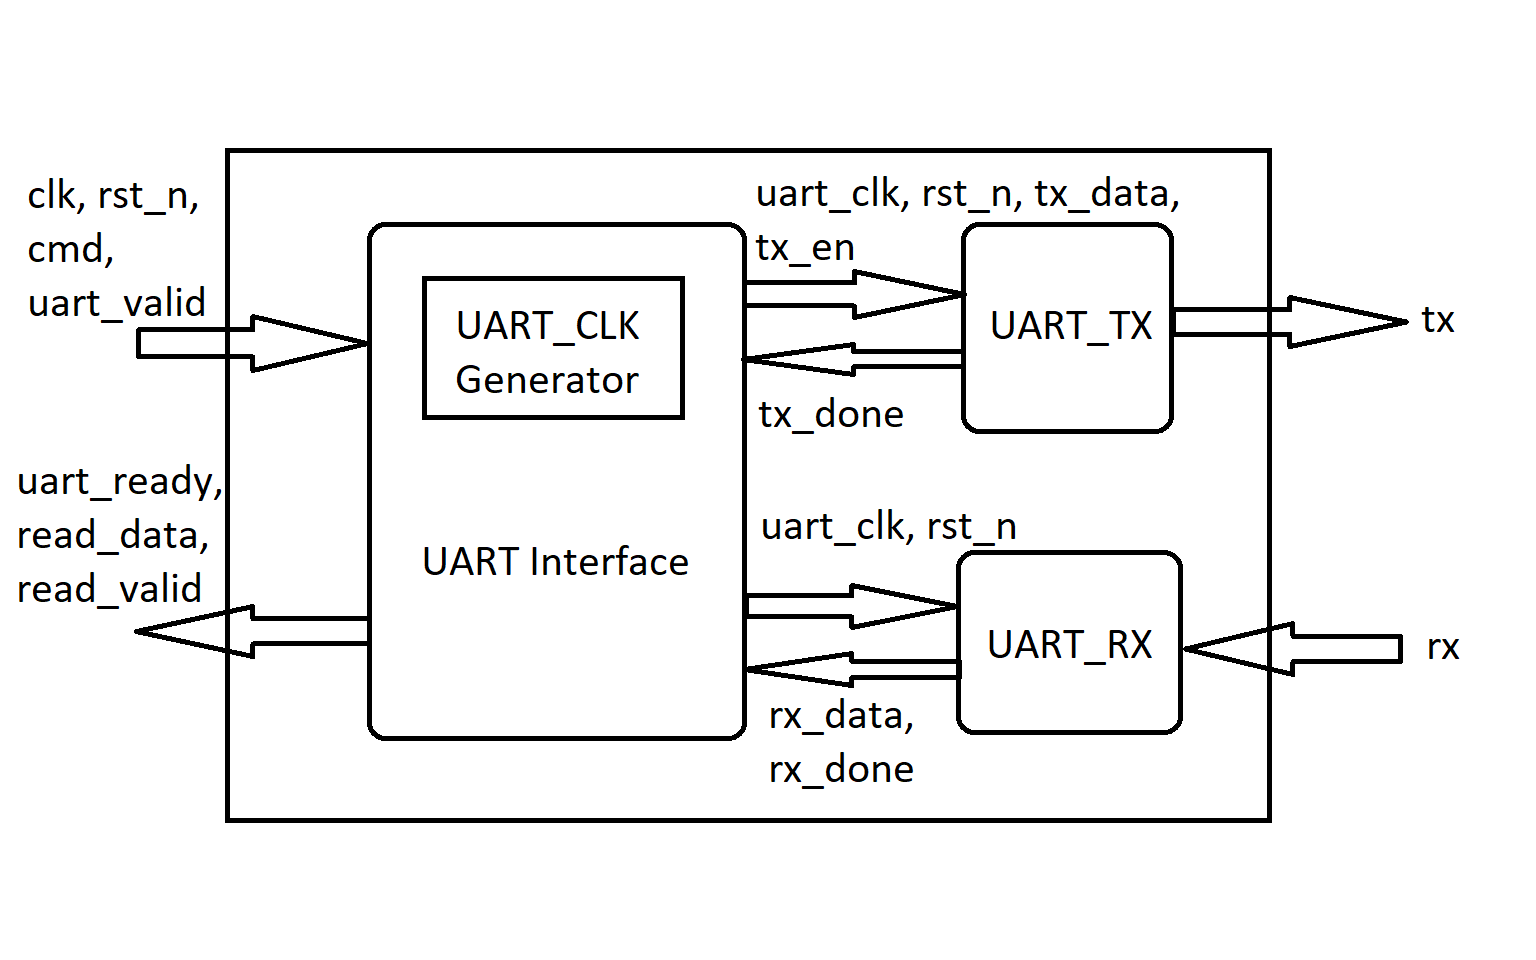 clk, rst_n,
cmd,
uart_valid
uart_ready,
read_data,
read_valid
UART_CLK
Generator
UART Interface
uart_clk, rst_n, tx_data,
tx_en
tx_done
UART_TX
tx
uart_clk, rst_n
rx_data,
rx_done
UART_RX
rx